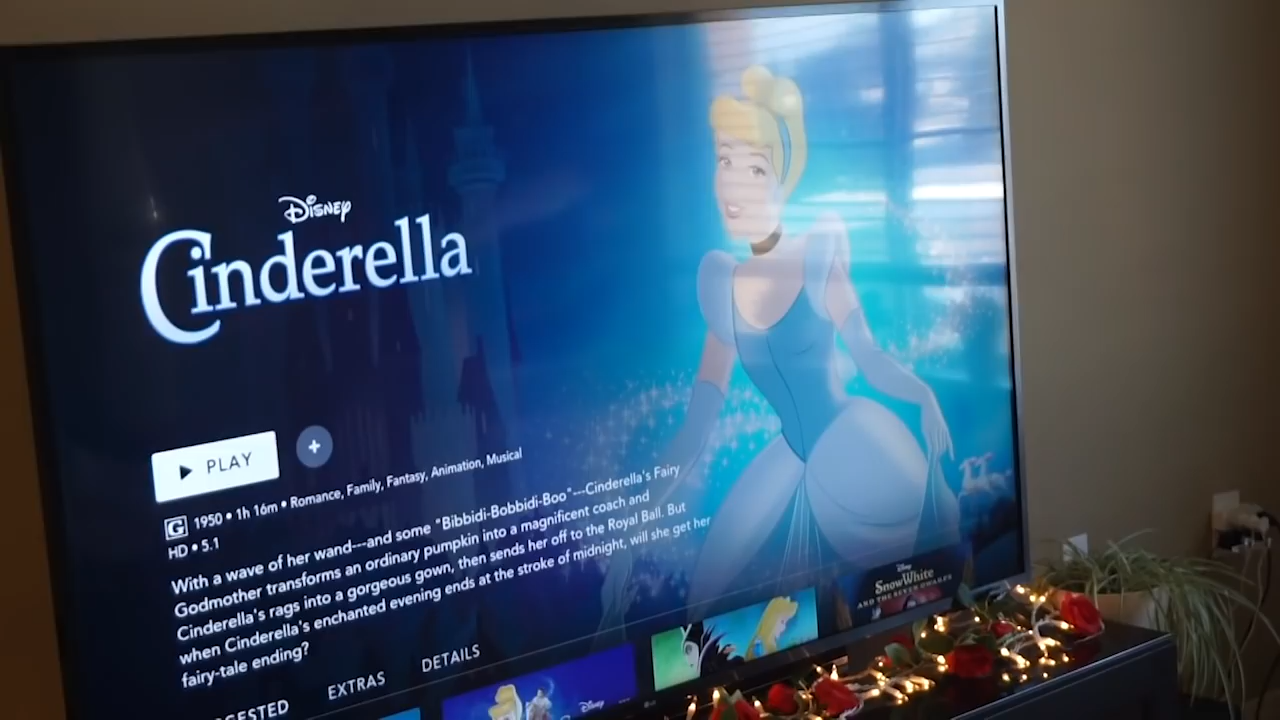 Disney
Cinderella
PLAY
+
G 1950 • 1h 16m • Romance, Family, Fantasy, Animation, Musical
HD • 5.1
With a wave of her wand---and some "Bibbidi-Bobbidi-Boo"---Cinderella's Fairy
Godmother transforms an ordinary pumpkin into a magnificent coach and
Cinderella's rags into a gorgeous gown, then sends her off to the Royal Ball. But
when Cinderella's enchanted evening ends at the stroke of midnight, will she get her
fairy-tale ending?
GESTED EXTRAS DETAILS
Disney
Disney
Snow White
AND THE SEVEN DWARFS